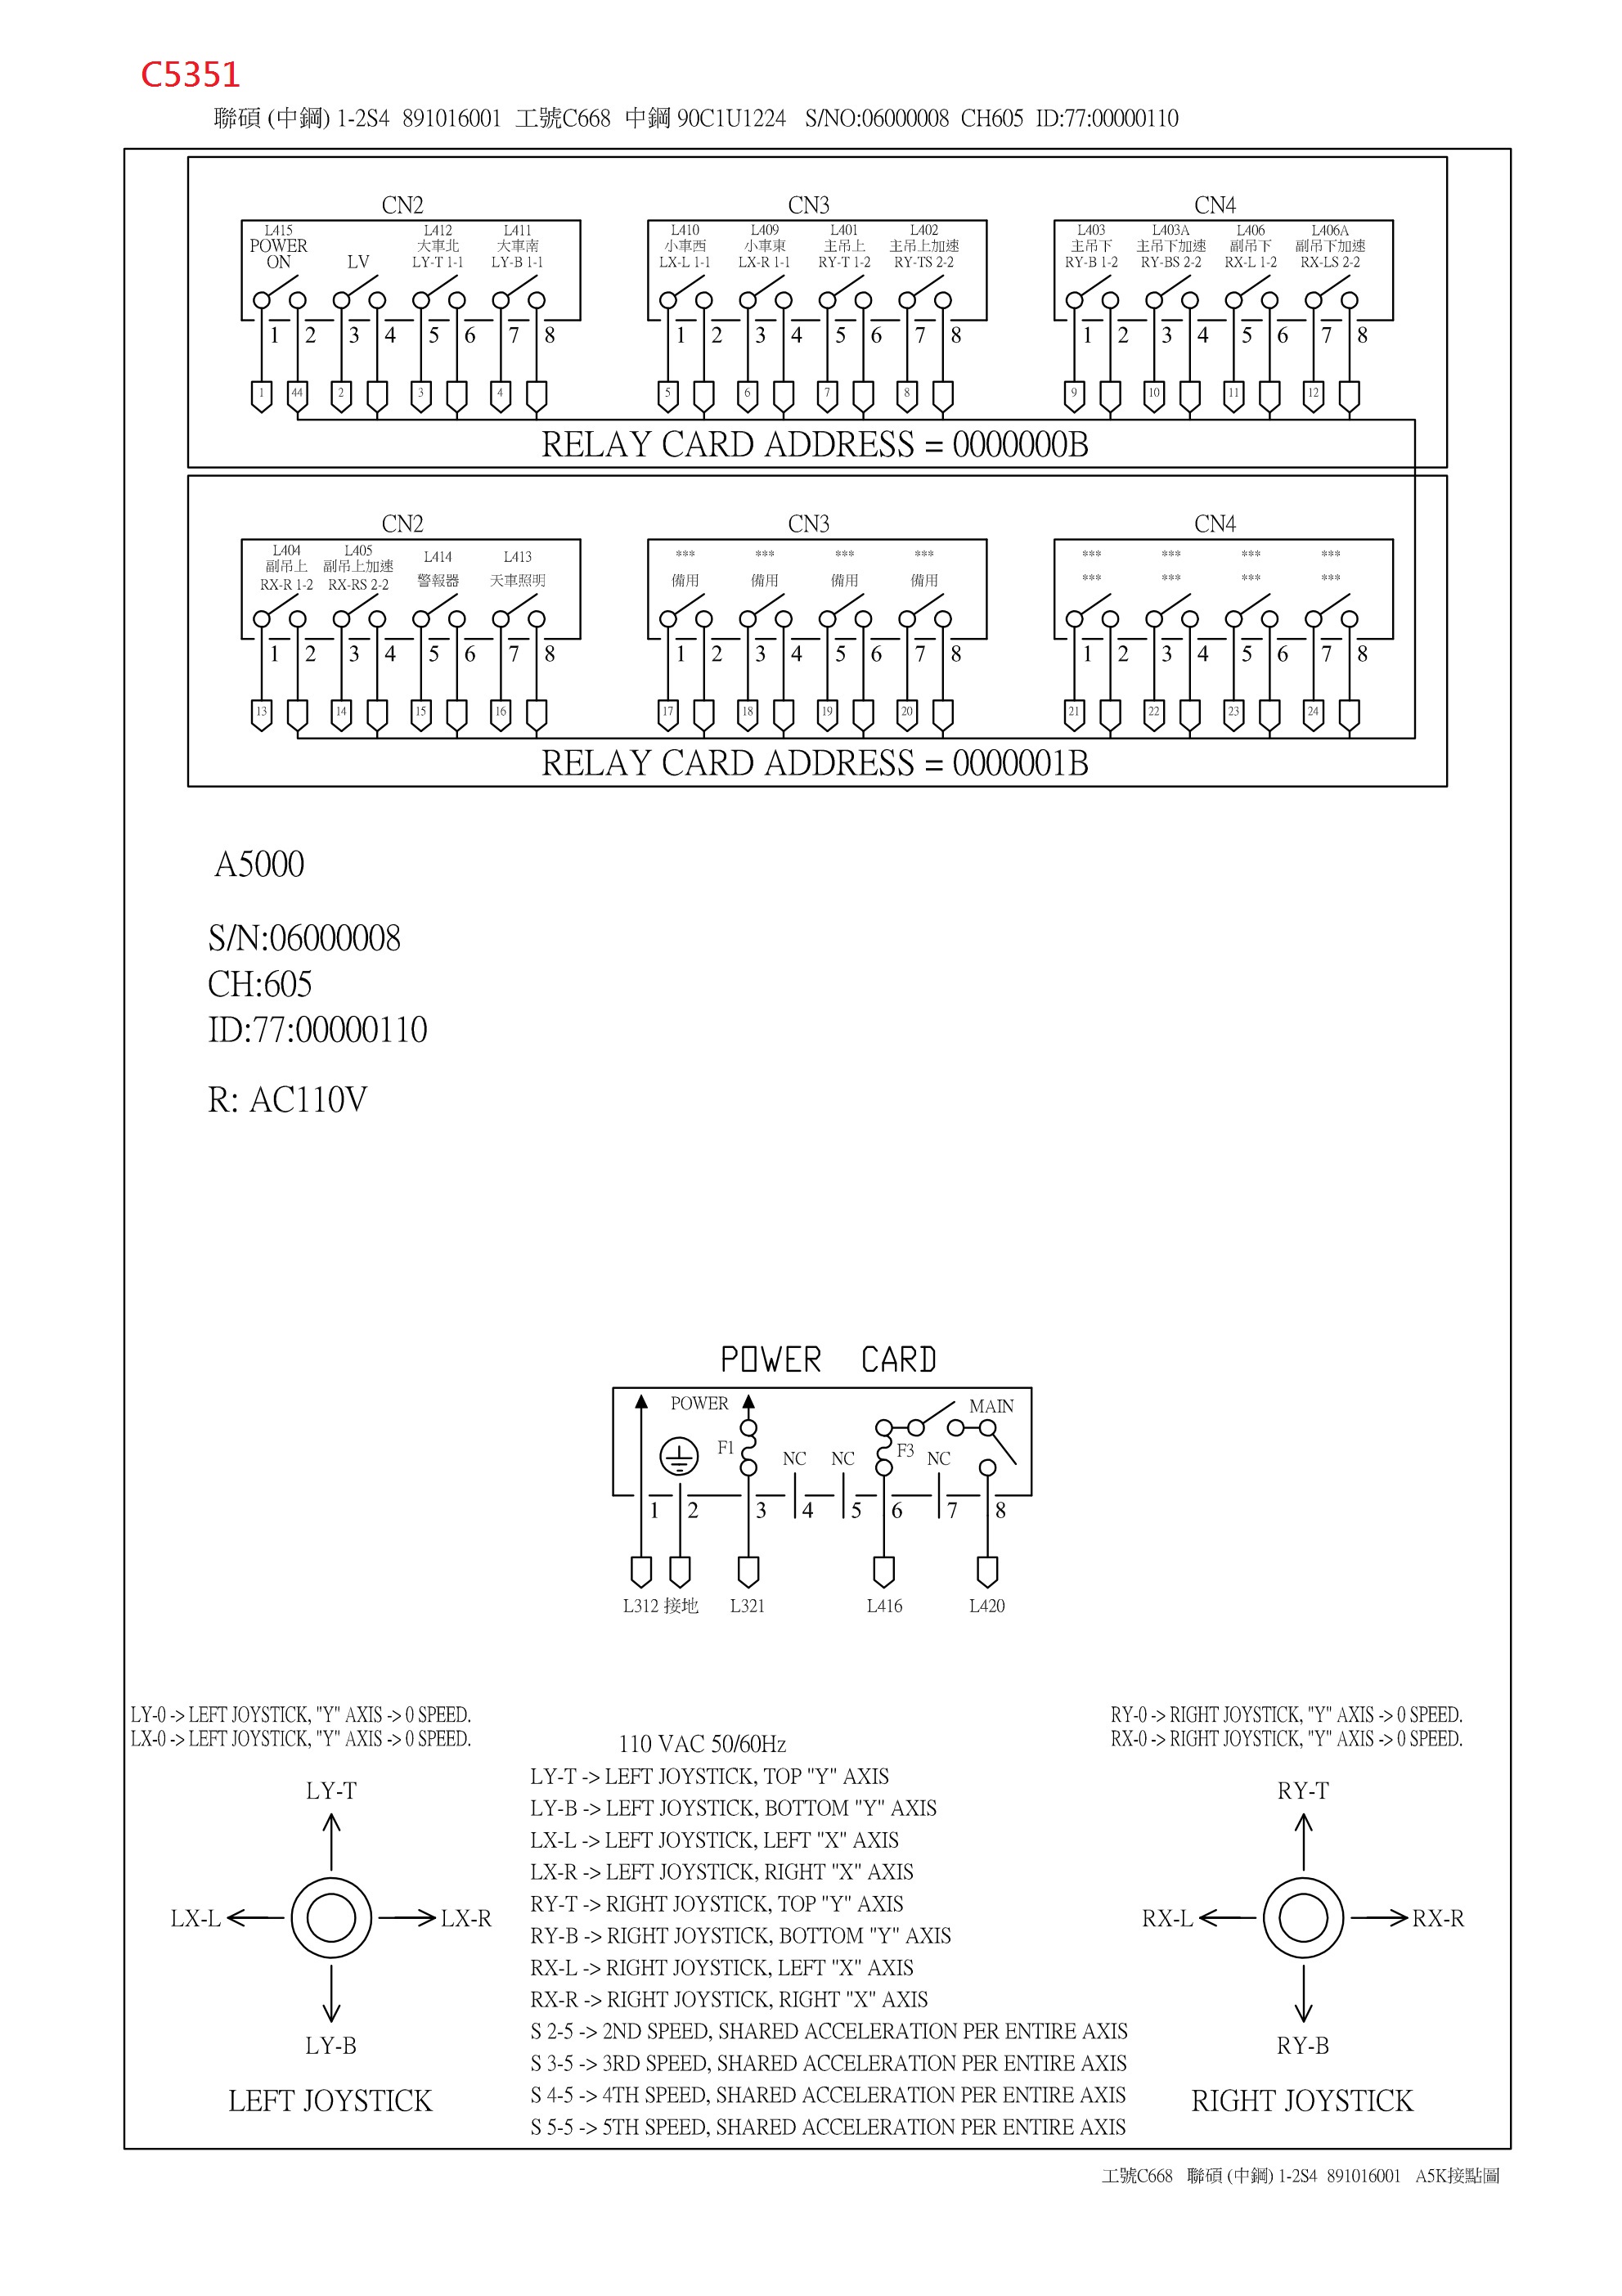 C5351
聯碩 (中鋼) 1-2S4 891016001 工號C668 中鋼 90C1U1224 S/NO:06000008 CH605 ID:77:00000110
CN2 CN3 CN4
L415 L412 L411 L410 L409 L401 L402 L403 L403A L406 L406A
POWER 大車北 大車南 小車西 小車東 主吊上 主吊上加速 主吊下 主吊下加速 副吊下 副吊下加速
ON LV LY-T 1-1 LY-B 1-1 LX-L 1-1 LX-R 1-1 RY-T 1-2 RY-TS 2-2 RY-B 1-2 RY-BS 2-2 RX-L 1-2 RX-LS 2-2
1 2 3 4 5 6 7 8 1 2 3 4 5 6 7 8 1 2 3 4 5 6 7 8
1 44 2 3 4 5 6 7 8 9 10 11 12
RELAY CARD ADDRESS = 0000000B
CN2 CN3 CN4
L404 L405 L414 L413 *** *** *** *** *** *** *** ***
副吊上 副吊上加速 警報器 天車照明 備用 備用 備用 備用 *** *** *** ***
RX-R 1-2 RX-RS 2-2
1 2 3 4 5 6 7 8 1 2 3 4 5 6 7 8 1 2 3 4 5 6 7 8
13 14 15 16 17 18 19 20 21 22 23 24
RELAY CARD ADDRESS = 0000001B
A5000
S/N:06000008
CH:605
ID:77:00000110
R: AC110V
POWER CARD
POWER MAIN
F1 NC NC F3 NC
1 2 3 4 5 6 7 8
L312 接地 L321 L416 L420
LY-0 -> LEFT JOYSTICK, "Y" AXIS -> 0 SPEED.
LX-0 -> LEFT JOYSTICK, "Y" AXIS -> 0 SPEED.
RY-0 -> RIGHT JOYSTICK, "Y" AXIS -> 0 SPEED.
RX-0 -> RIGHT JOYSTICK, "Y" AXIS -> 0 SPEED.
LY-T
LX-L LX-R
LY-B
LEFT JOYSTICK
110 VAC 50/60Hz
LY-T -> LEFT JOYSTICK, TOP "Y" AXIS
LY-B -> LEFT JOYSTICK, BOTTOM "Y" AXIS
LX-L -> LEFT JOYSTICK, LEFT "X" AXIS
LX-R -> LEFT JOYSTICK, RIGHT "X" AXIS
RY-T -> RIGHT JOYSTICK, TOP "Y" AXIS
RY-B -> RIGHT JOYSTICK, BOTTOM "Y" AXIS
RX-L -> RIGHT JOYSTICK, LEFT "X" AXIS
RX-R -> RIGHT JOYSTICK, RIGHT "X" AXIS
S 2-5 -> 2ND SPEED, SHARED ACCELERATION PER ENTIRE AXIS
S 3-5 -> 3RD SPEED, SHARED ACCELERATION PER ENTIRE AXIS
S 4-5 -> 4TH SPEED, SHARED ACCELERATION PER ENTIRE AXIS
S 5-5 -> 5TH SPEED, SHARED ACCELERATION PER ENTIRE AXIS
RY-T
RX-L RX-R
RY-B
RIGHT JOYSTICK
工號C668 聯碩 (中鋼) 1-2S4 891016001 A5K接點圖